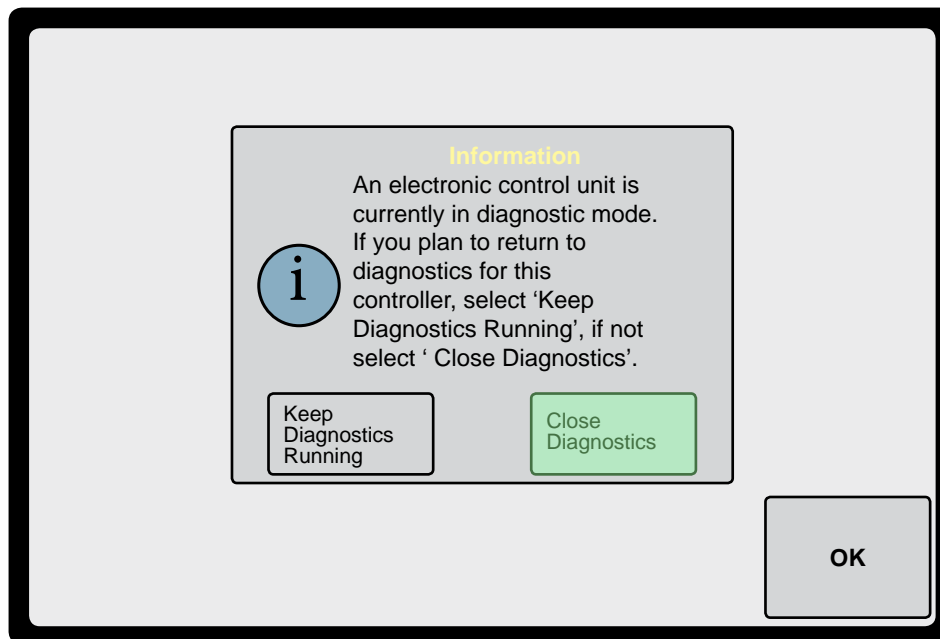 Information
An electronic control unit is
currently in diagnostic mode.
If you plan to return to
diagnostics for this
controller, select ‘Keep
Diagnostics Running’, if not
select ‘ Close Diagnostics’.
i
Keep
Diagnostics
Running
Close
Diagnostics
OK